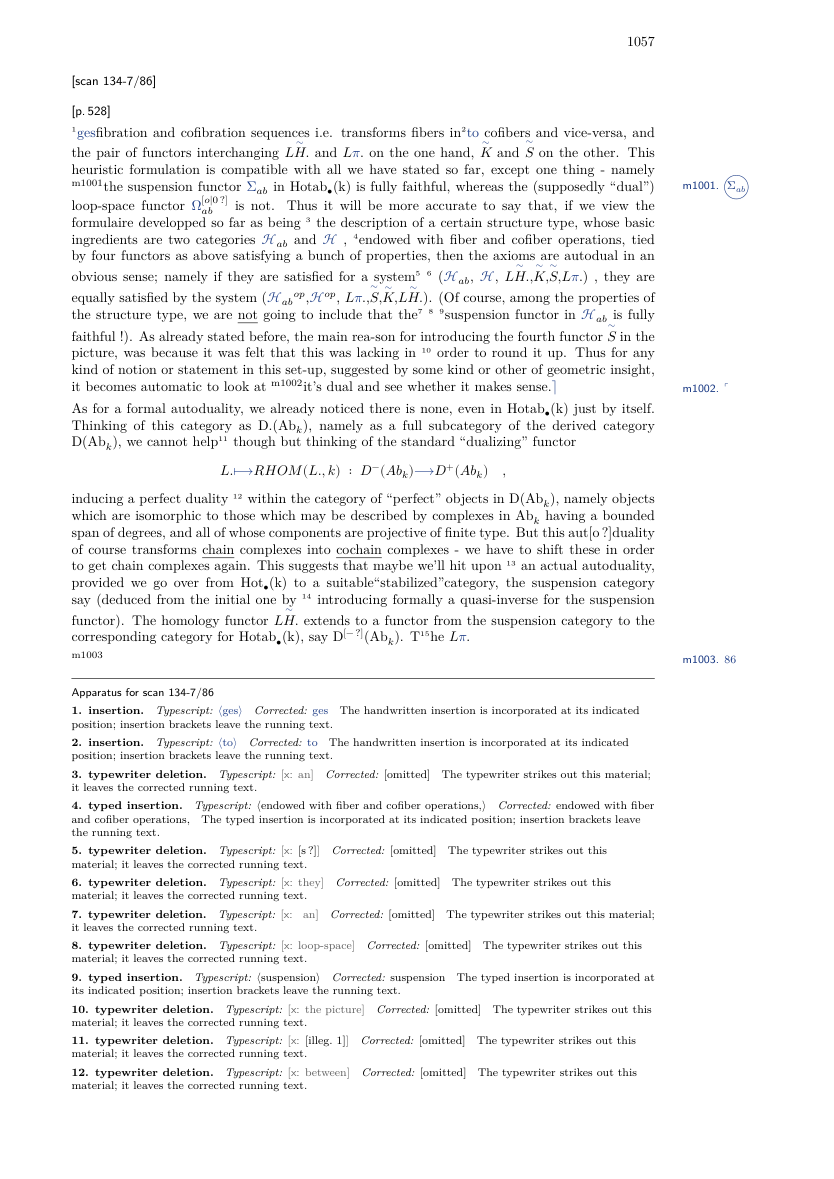 1057
[scan 134-7/86]
[p. 528]
¹gesfibration and cofibration sequences i.e. transforms fibers in²to cofibers and vice-versa, and
the pair of functors interchanging LH̃. and Lπ. on the one hand, K̃ and S̃ on the other. This
heuristic formulation is compatible with all we have stated so far, except one thing - namely
ᵐ¹⁰⁰¹the suspension functor Σ_ab in Hotab•(k) is fully faithful, whereas the (supposedly “dual”)
m1001. Σ_ab
loop-space functor Ω_ab^[o|0 ?] is not. Thus it will be more accurate to say that, if we view the
formulaire developped so far as being ³ the description of a certain structure type, whose basic
ingredients are two categories ℋ_ab and ℋ , ⁴endowed with fiber and cofiber operations, tied
by four functors as above satisfying a bunch of properties, then the axioms are autodual in an
obvious sense; namely if they are satisfied for a system⁵ ⁶ (ℋ_ab, ℋ, LH̃.,K̃,S̃,Lπ.) , they are
equally satisfied by the system (ℋ_ab^op,ℋ^op, Lπ.,S̃,K̃,LH̃.). (Of course, among the properties of
the structure type, we are not going to include that the⁷ ⁸ ⁹suspension functor in ℋ_ab is fully
faithful !). As already stated before, the main rea-son for introducing the fourth functor S̃ in the
picture, was because it was felt that this was lacking in ¹⁰ order to round it up. Thus for any
kind of notion or statement in this set-up, suggested by some kind or other of geometric insight,
it becomes automatic to look at ᵐ¹⁰⁰²it’s dual and see whether it makes sense.⌉
m1002. ⌜
As for a formal autoduality, we already noticed there is none, even in Hotab•(k) just by itself.
Thinking of this category as D.(Ab_k), namely as a full subcategory of the derived category
D(Ab_k), we cannot help¹¹ though but thinking of the standard “dualizing” functor
L.⟼RHOM(L., k) : D⁻(Ab_k)⟶D⁺(Ab_k) ,
inducing a perfect duality ¹² within the category of “perfect” objects in D(Ab_k), namely objects
which are isomorphic to those which may be described by complexes in Ab_k having a bounded
span of degrees, and all of whose components are projective of finite type. But this aut[o ?]duality
of course transforms chain complexes into cochain complexes - we have to shift these in order
to get chain complexes again. This suggests that maybe we’ll hit upon ¹³ an actual autoduality,
provided we go over from Hot•(k) to a suitable“stabilized”category, the suspension category
say (deduced from the initial one by ¹⁴ introducing formally a quasi-inverse for the suspension
functor). The homology functor LH̃. extends to a functor from the suspension category to the
corresponding category for Hotab•(k), say D^[− ?](Ab_k). T¹⁵he Lπ.
ᵐ¹⁰⁰³
m1003. 86
Apparatus for scan 134-7/86
1. insertion. Typescript: ⟨ges⟩ Corrected: ges The handwritten insertion is incorporated at its indicated
position; insertion brackets leave the running text.
2. insertion. Typescript: ⟨to⟩ Corrected: to The handwritten insertion is incorporated at its indicated
position; insertion brackets leave the running text.
3. typewriter deletion. Typescript: [x: an] Corrected: [omitted] The typewriter strikes out this material;
it leaves the corrected running text.
4. typed insertion. Typescript: ⟨endowed with fiber and cofiber operations,⟩ Corrected: endowed with fiber
and cofiber operations, The typed insertion is incorporated at its indicated position; insertion brackets leave
the running text.
5. typewriter deletion. Typescript: [x: [s ?]] Corrected: [omitted] The typewriter strikes out this
material; it leaves the corrected running text.
6. typewriter deletion. Typescript: [x: they] Corrected: [omitted] The typewriter strikes out this
material; it leaves the corrected running text.
7. typewriter deletion. Typescript: [x: an] Corrected: [omitted] The typewriter strikes out this material;
it leaves the corrected running text.
8. typewriter deletion. Typescript: [x: loop-space] Corrected: [omitted] The typewriter strikes out this
material; it leaves the corrected running text.
9. typed insertion. Typescript: ⟨suspension⟩ Corrected: suspension The typed insertion is incorporated at
its indicated position; insertion brackets leave the running text.
10. typewriter deletion. Typescript: [x: the picture] Corrected: [omitted] The typewriter strikes out this
material; it leaves the corrected running text.
11. typewriter deletion. Typescript: [x: [illeg. 1]] Corrected: [omitted] The typewriter strikes out this
material; it leaves the corrected running text.
12. typewriter deletion. Typescript: [x: between] Corrected: [omitted] The typewriter strikes out this
material; it leaves the corrected running text.